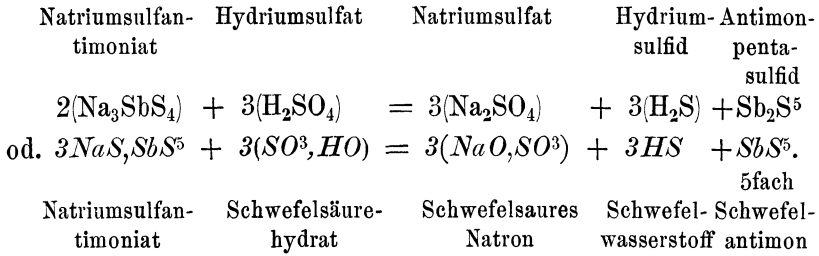 Natriumsulfan- Hydriumsulfat Natriumsulfat Hydrium- Antimon-
timoniat sulfid penta-
sulfid
2(Na₃SbS₄) + 3(H₂SO₄) = 3(Na₂SO₄) + 3(H₂S) +Sb₂S⁵
od. 3NaS,SbS⁵ + 3(SO³,HO) = 3(NaO,SO³) + 3HS +SbS⁵.
5fach
Natriumsulfan- Schwefelsäure- Schwefelsaures Schwefel- Schwefel-
timoniat hydrat Natron wasserstoff antimon